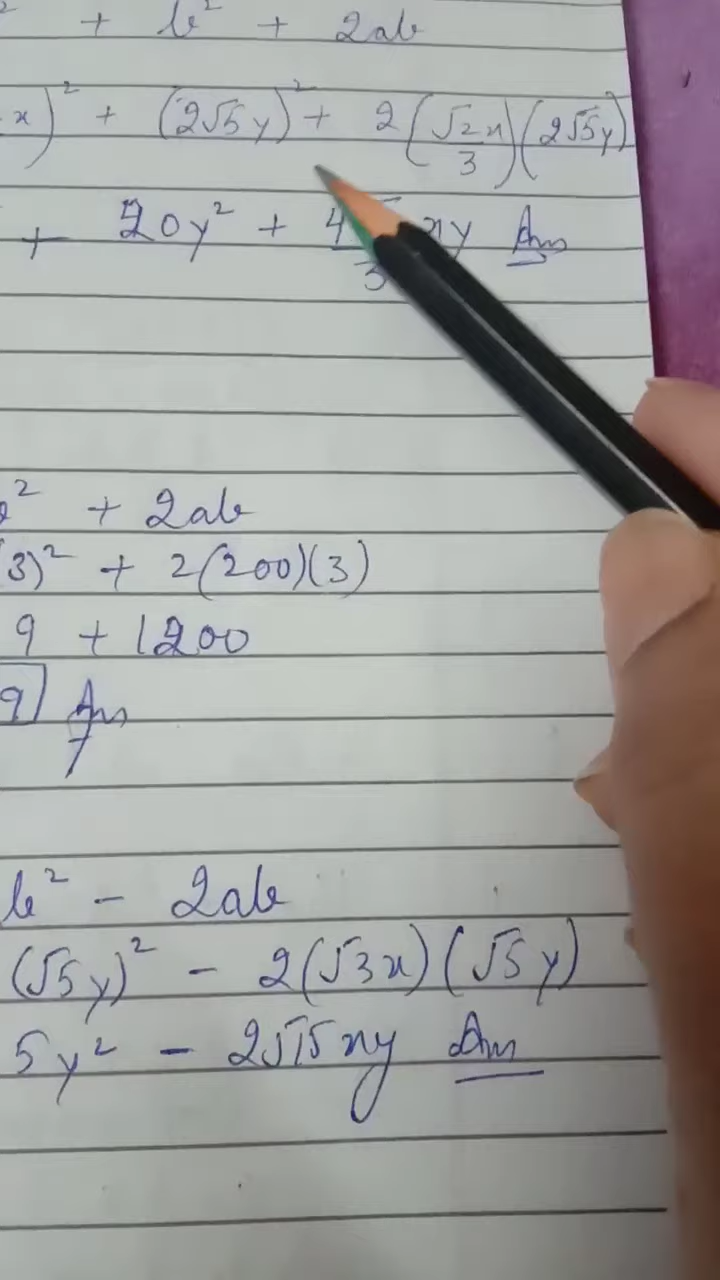 ² + b² + 2ab
x)² + (2√5y)² + 2(√2x/3)(2√5y)
+ 20y² + 4 xy Ans
3
² + 2ab
3)² + 2(200)(3)
9 + 1200
9 Ans
b² - 2ab
(√5y)² - 2(√3x)(√5y)
5y² - 2√15xy Ans